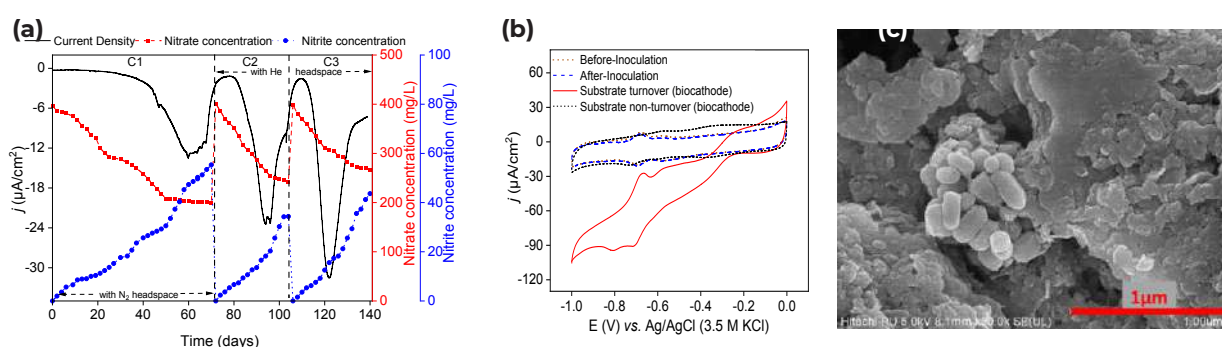 (a)
Current Density
Nitrate concentration
Nitrite concentration
C1
C2
C3
with He
headspace
with N2 headspace
0
-6
-12
-18
-24
-30
j (µA/cm2)
0 20 40 60 80 100 120 140
Time (days)
500
400
300
200
100
0
Nitrate concentration (mg/L)
100
80
60
40
20
0
Nitrite concentration (mg/L)
(b)
Before-Inoculation
After-Inoculation
Substrate turnover (biocathode)
Substrate non-turnover (biocathode)
60
30
0
-30
-60
-90
-120
j (µA/cm2)
-1.0 -0.8 -0.6 -0.4 -0.2 0.0
E (V) vs. Ag/AgCl (3.5 M KCl)
(c)
1µm
1.00µm